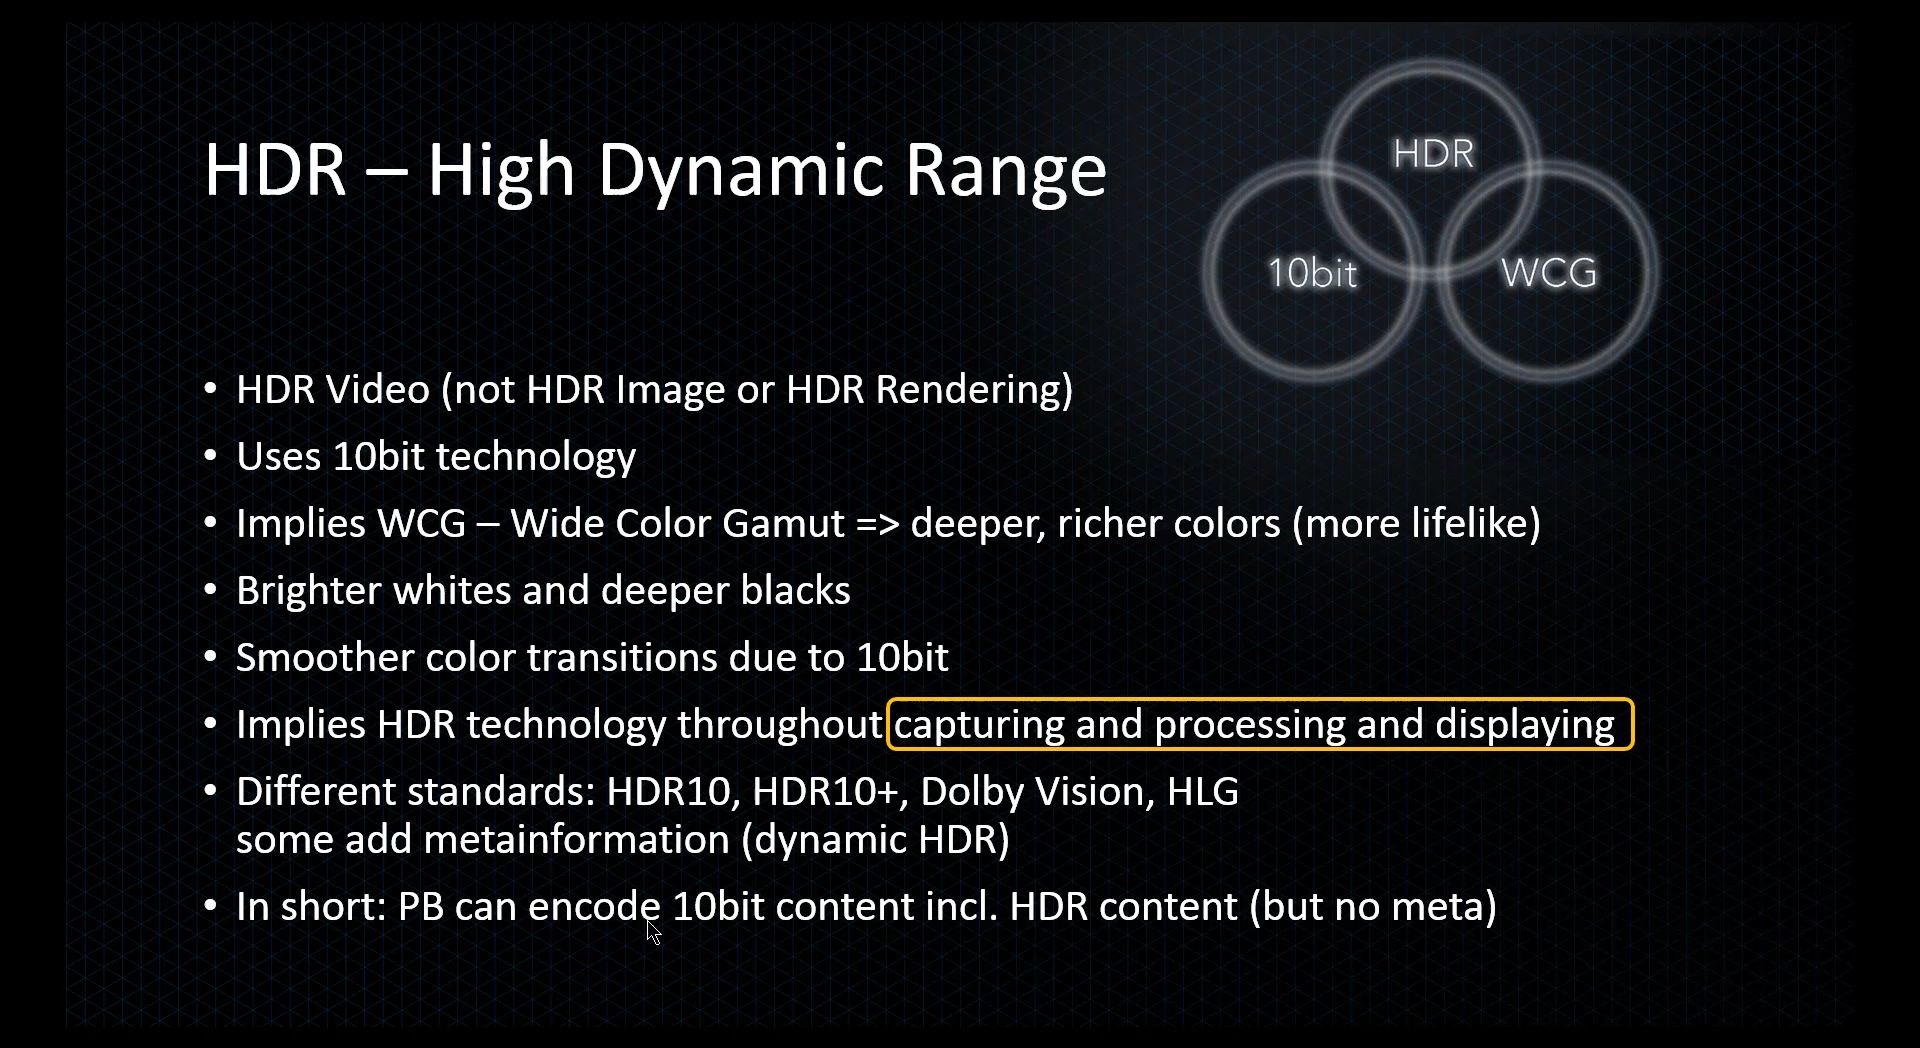 HDR – High Dynamic Range
HDR
10bit
WCG
• HDR Video (not HDR Image or HDR Rendering)
• Uses 10bit technology
• Implies WCG – Wide Color Gamut => deeper, richer colors (more lifelike)
• Brighter whites and deeper blacks
• Smoother color transitions due to 10bit
• Implies HDR technology throughout capturing and processing and displaying
• Different standards: HDR10, HDR10+, Dolby Vision, HLG
some add metainformation (dynamic HDR)
• In short: PB can encode 10bit content incl. HDR content (but no meta)